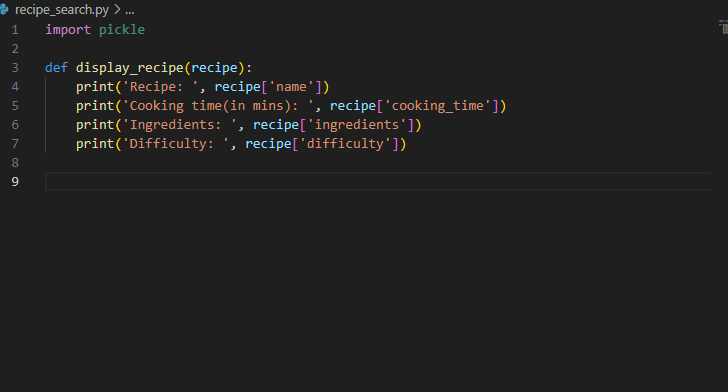 recipe_search.py > ...
1 import pickle
2
3 def display_recipe(recipe):
4     print('Recipe: ', recipe['name'])
5     print('Cooking time(in mins): ', recipe['cooking_time'])
6     print('Ingredients: ', recipe['ingredients'])
7     print('Difficulty: ', recipe['difficulty'])
8
9